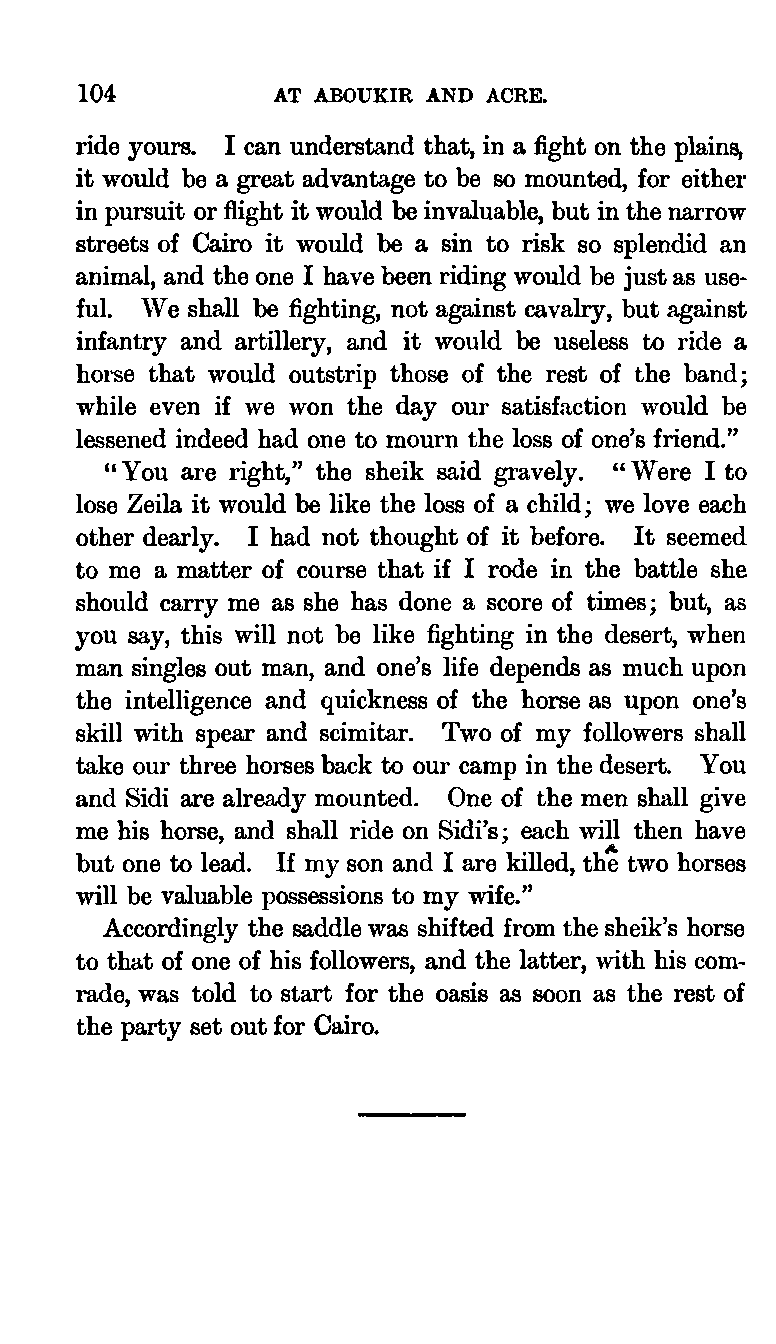 104 AT ABOUKIR AND ACRE.
ride yours. I can understand that, in a fight on the plains,
it would be a great advantage to be so mounted, for either
in pursuit or flight it would be invaluable, but in the narrow
streets of Cairo it would be a sin to risk so splendid an
animal, and the one I have been riding would be just as use-
ful. We shall be fighting, not against cavalry, but against
infantry and artillery, and it would be useless to ride a
horse that would outstrip those of the rest of the band;
while even if we won the day our satisfaction would be
lessened indeed had one to mourn the loss of one's friend."
"You are right," the sheik said gravely. "Were I to
lose Zeila it would be like the loss of a child; we love each
other dearly. I had not thought of it before. It seemed
to me a matter of course that if I rode in the battle she
should carry me as she has done a score of times; but, as
you say, this will not be like fighting in the desert, when
man singles out man, and one's life depends as much upon
the intelligence and quickness of the horse as upon one's
skill with spear and scimitar. Two of my followers shall
take our three horses back to our camp in the desert. You
and Sidi are already mounted. One of the men shall give
me his horse, and shall ride on Sidi's; each will then have
but one to lead. If my son and I are killed, the two horses
will be valuable possessions to my wife."
Accordingly the saddle was shifted from the sheik's horse
to that of one of his followers, and the latter, with his com-
rade, was told to start for the oasis as soon as the rest of
the party set out for Cairo.